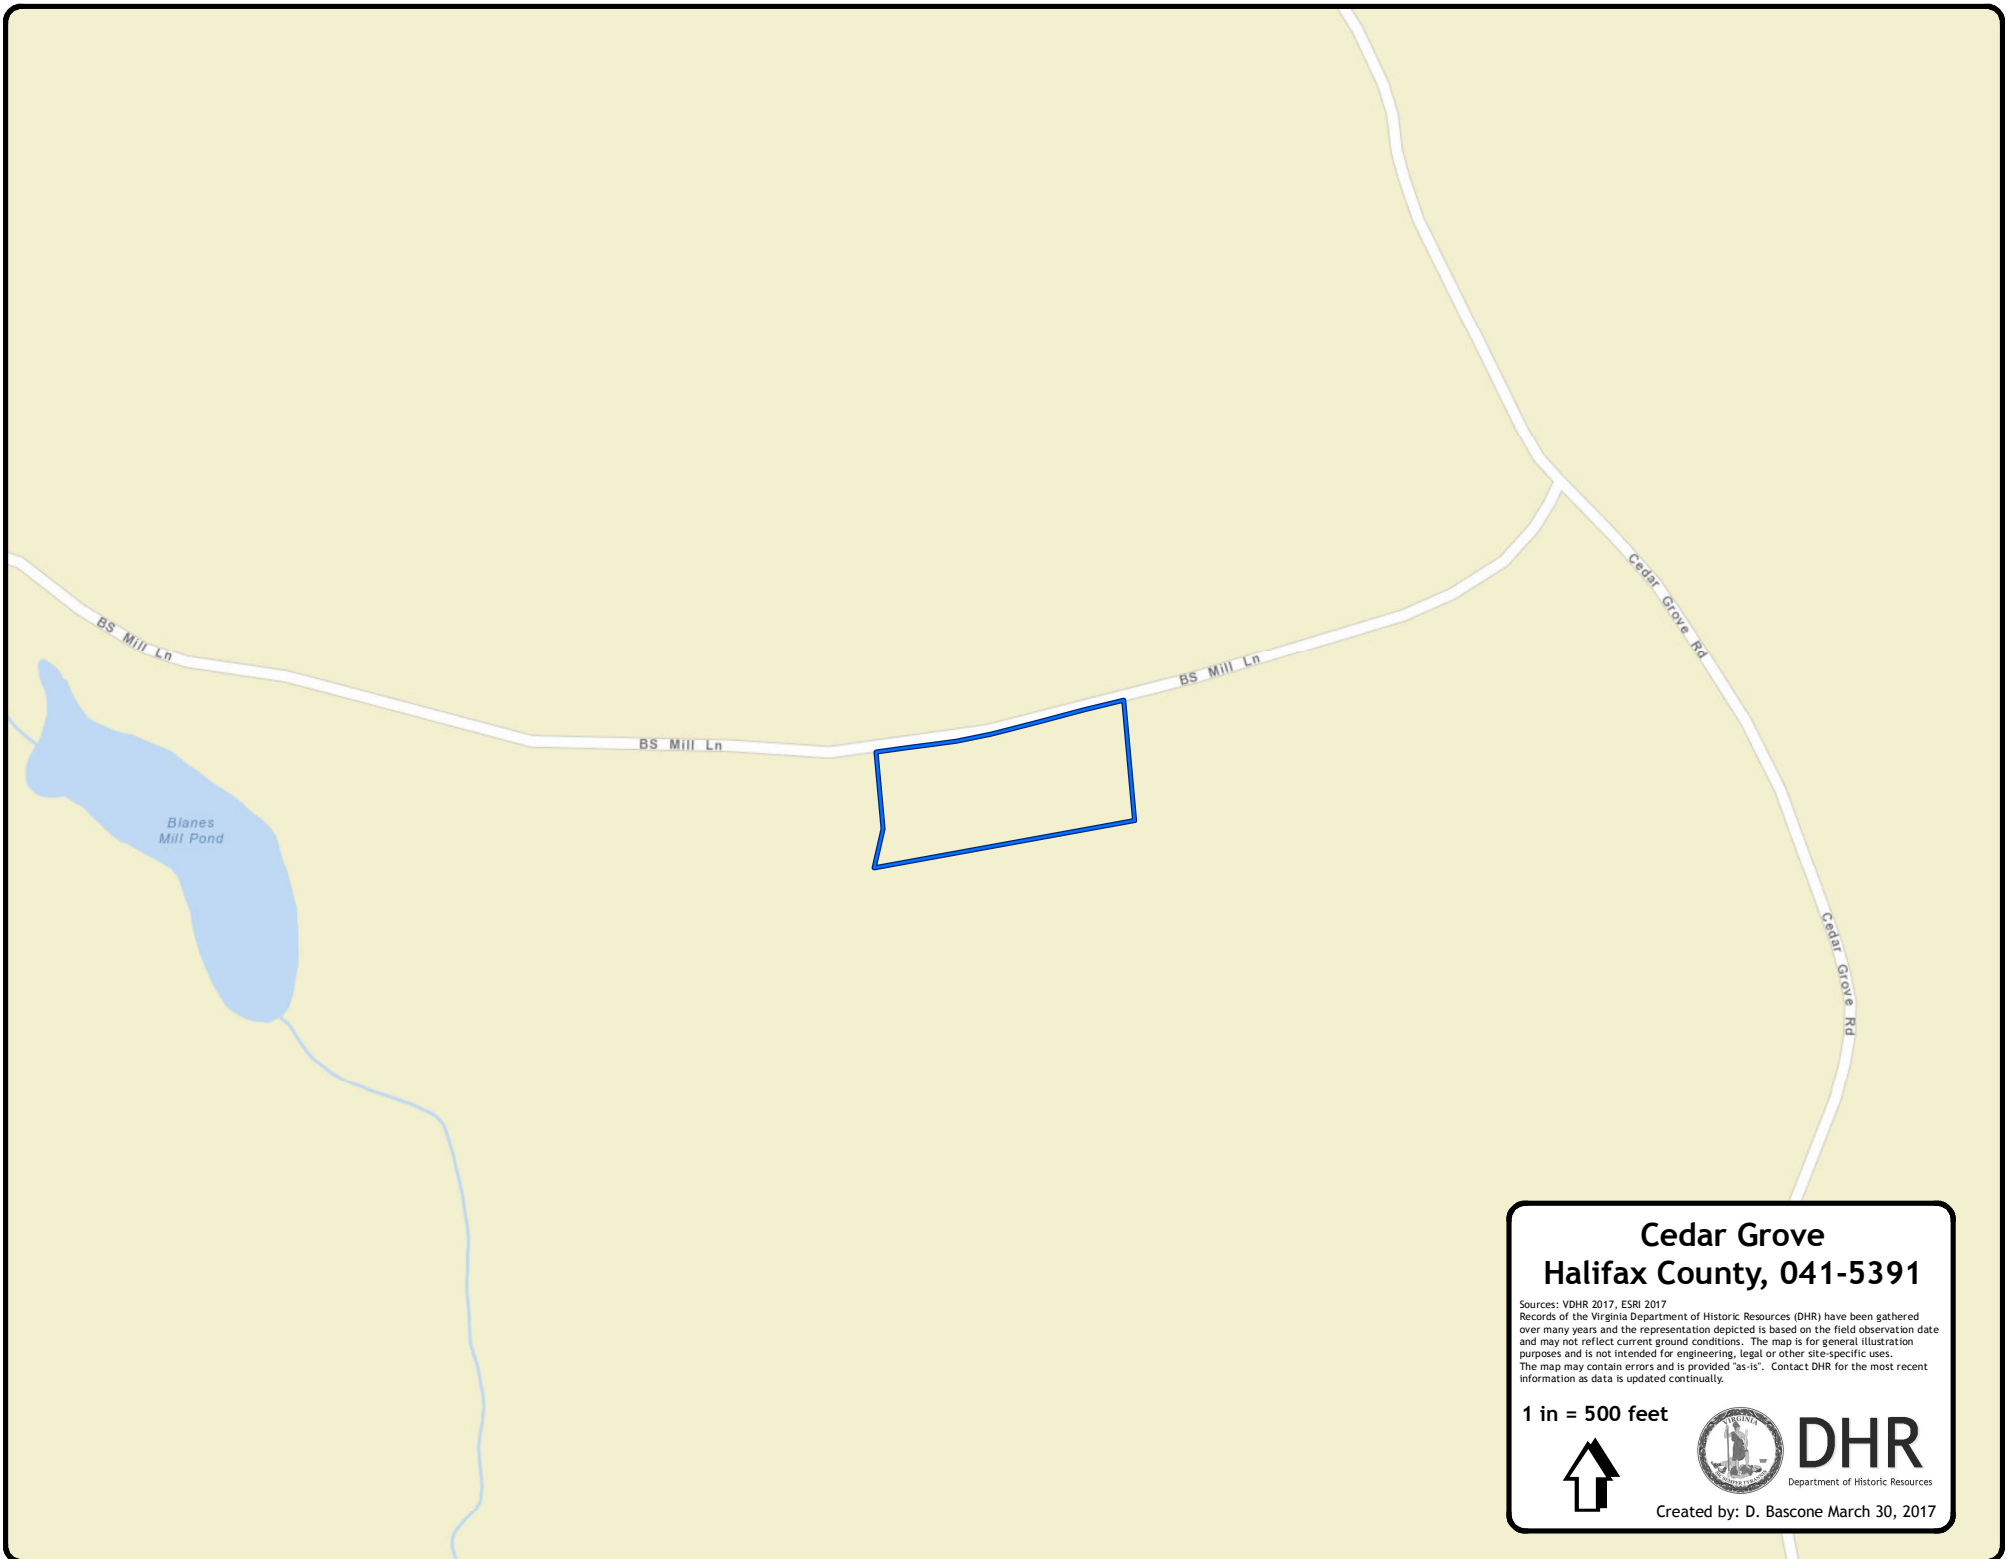 Cedar Grove Rd
BS Mill Ln
BS Mill Ln
BS Mill Ln
Blanes
Mill Pond
Cedar Grove Rd
Cedar Grove
Halifax County, 041-5391
Sources: VDHR 2017, ESRI 2017
Records of the Virginia Department of Historic Resources (DHR) have been gathered
over many years and the representation depicted is based on the field observation date
and may not reflect current ground conditions. The map is for general illustration
purposes and is not intended for engineering, legal or other site-specific uses.
The map may contain errors and is provided "as-is". Contact DHR for the most recent
information as data is updated continually.
1 in = 500 feet
VIRGINIA
SIC SEMPER TYRANNIS
DHR
Department of Historic Resources
Created by: D. Bascone March 30, 2017